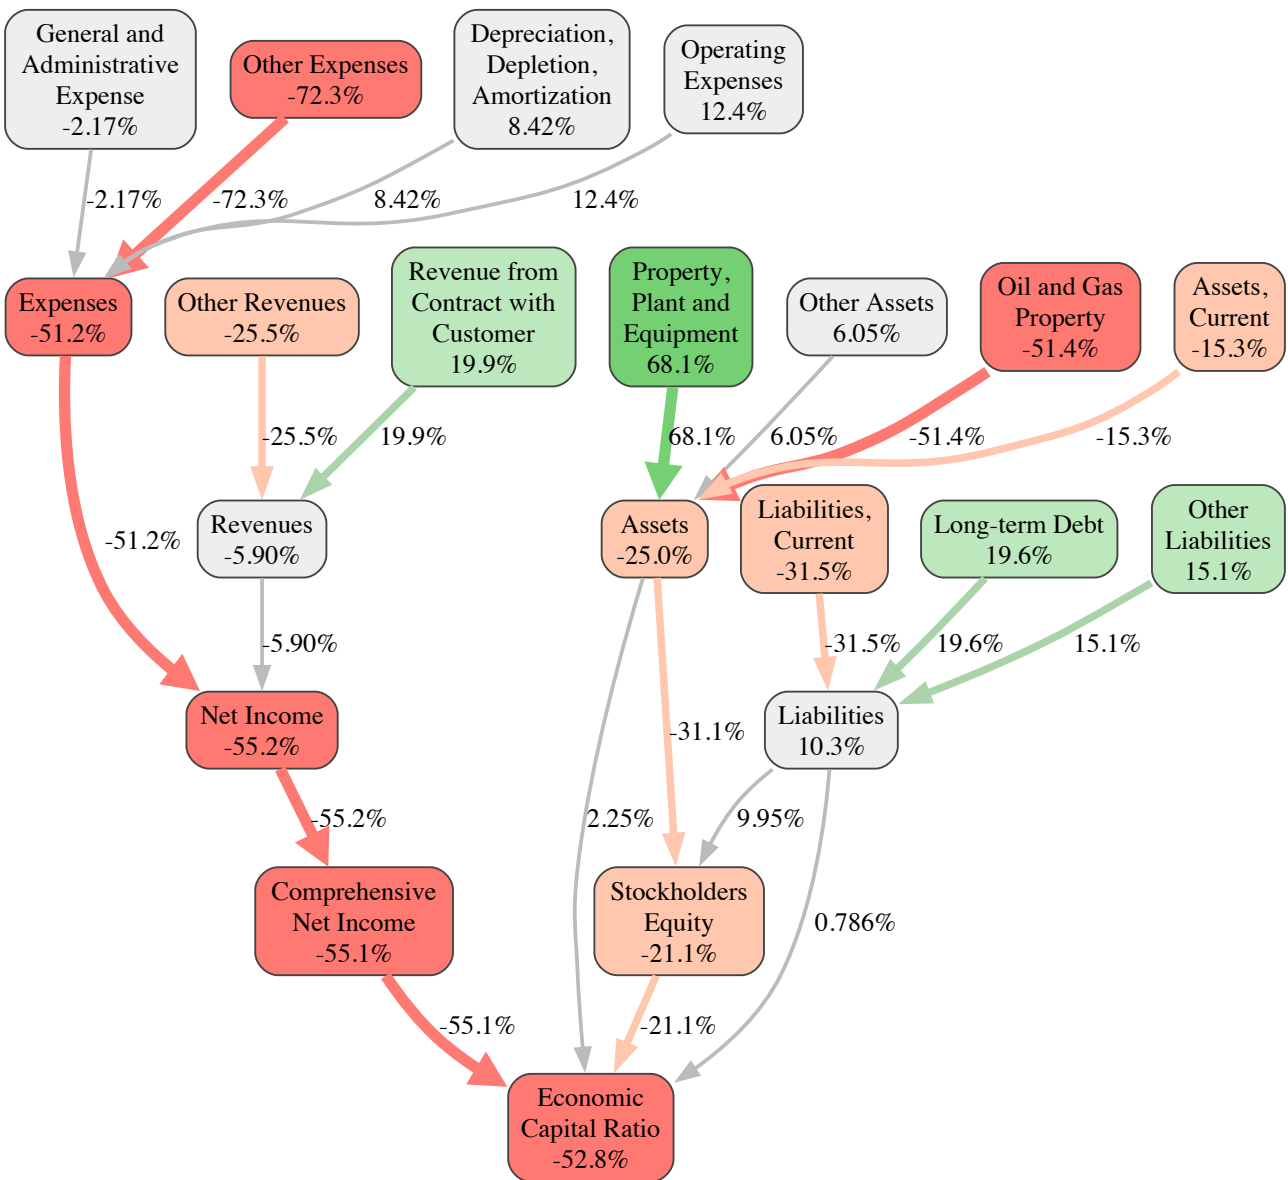 General and
Administrative
Expense
-2.17%
Other Expenses
-72.3%
Depreciation,
Depletion,
Amortization
8.42%
Operating
Expenses
12.4%
-2.17%
-72.3%
8.42%
12.4%
Expenses
-51.2%
Other Revenues
-25.5%
Revenue from
Contract with
Customer
19.9%
Property,
Plant and
Equipment
68.1%
Other Assets
6.05%
Oil and Gas
Property
-51.4%
Assets,
Current
-15.3%
-25.5%
19.9%
68.1%
6.05%
-51.4%
-15.3%
-51.2%
Revenues
-5.90%
Assets
-25.0%
Liabilities,
Current
-31.5%
Long-term Debt
19.6%
Other
Liabilities
15.1%
-5.90%
-31.5%
19.6%
15.1%
Net Income
-55.2%
-31.1%
Liabilities
10.3%
-55.2%
2.25%
9.95%
Comprehensive
Net Income
-55.1%
Stockholders
Equity
-21.1%
0.786%
-55.1%
-21.1%
Economic
Capital Ratio
-52.8%